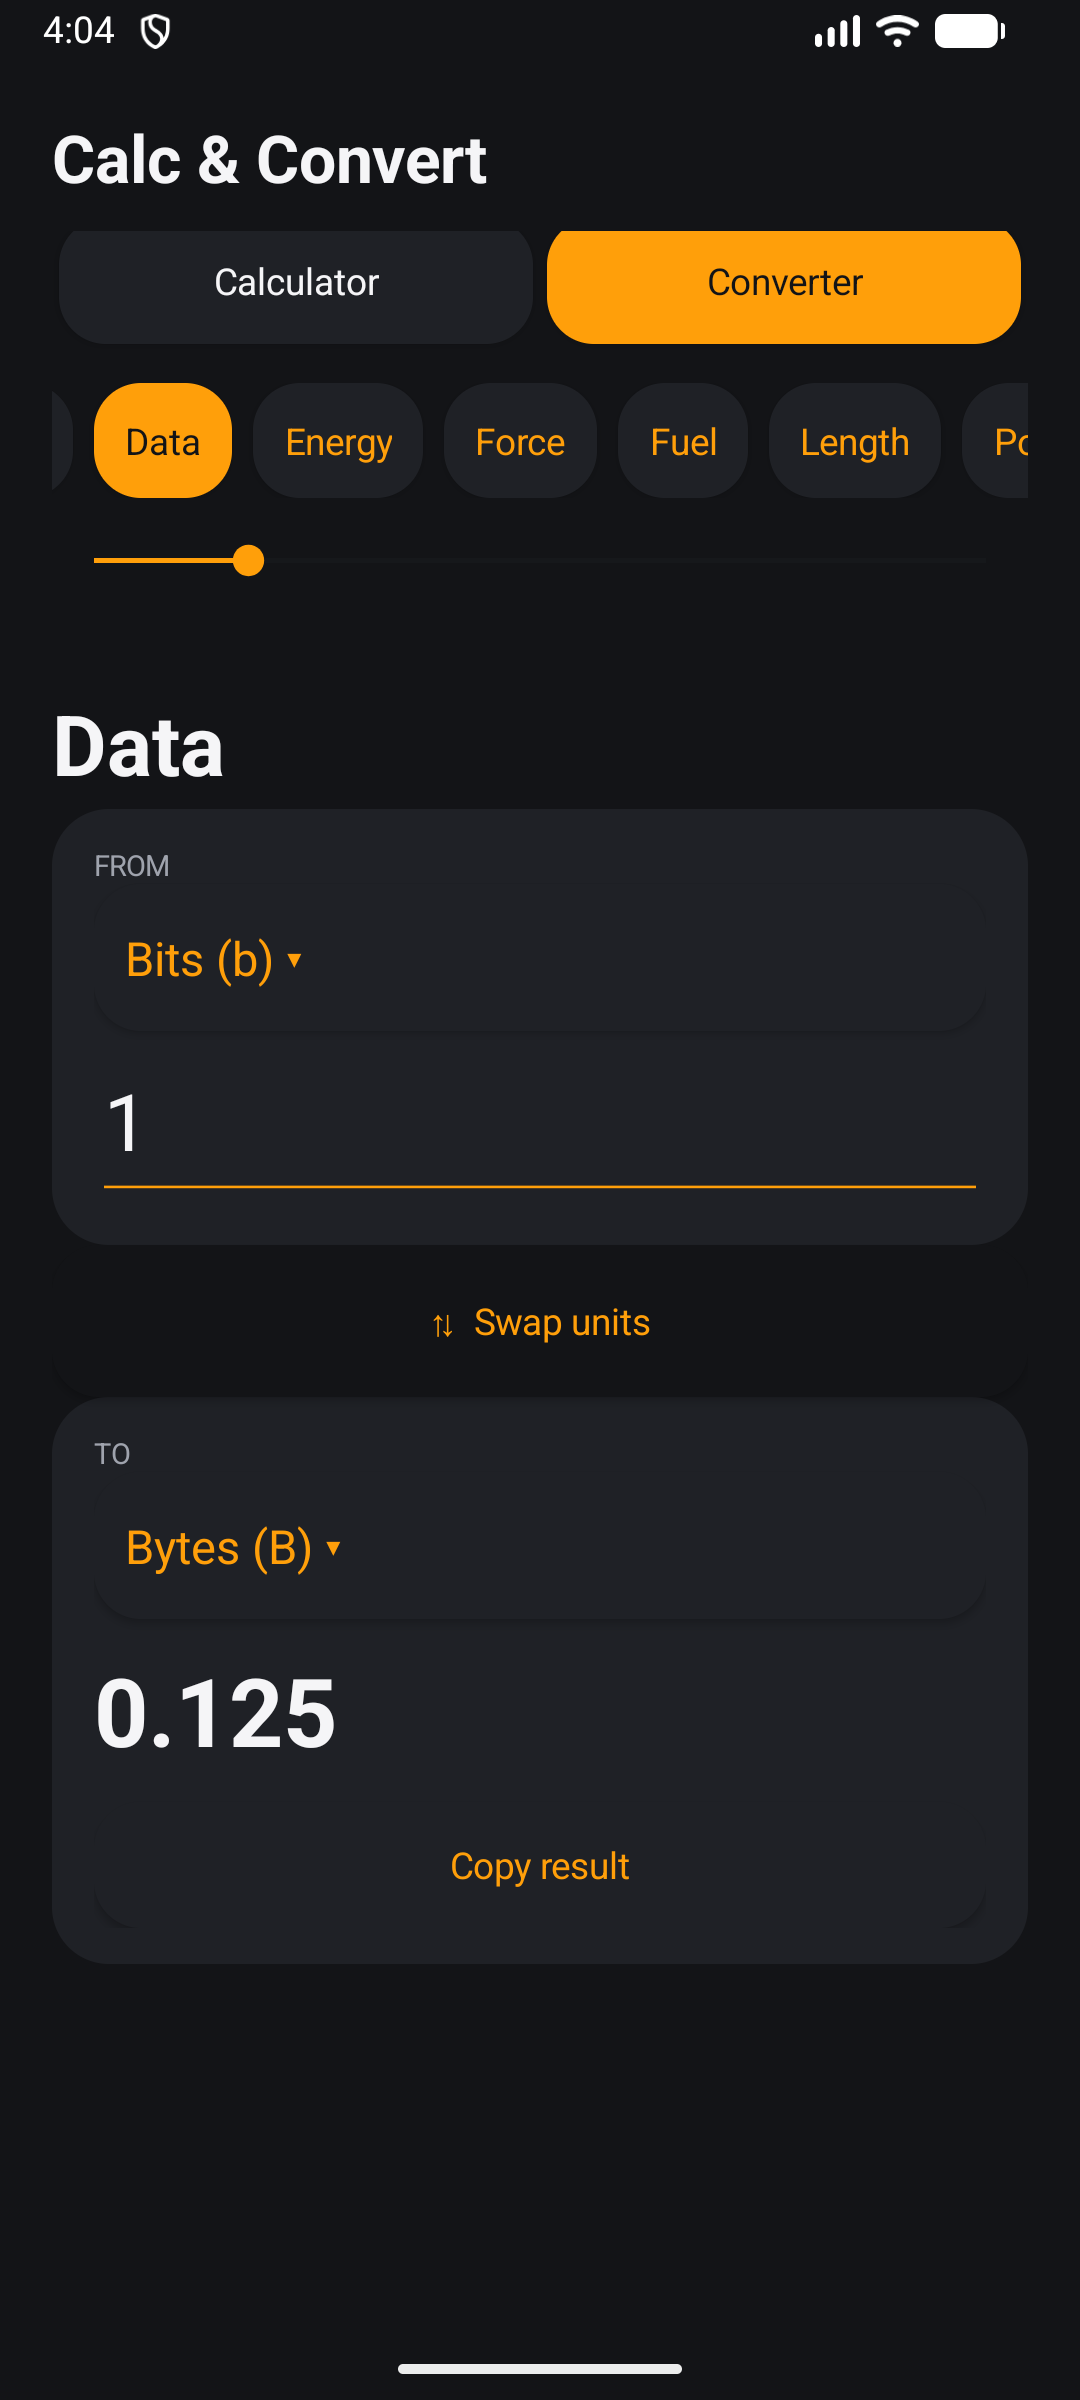 4:04
Calc & Convert
Calculator Converter
Data Energy Force Fuel Length Po
Data
FROM
Bits (b) ▾
1
⇅ Swap units
TO
Bytes (B) ▾
0.125
Copy result